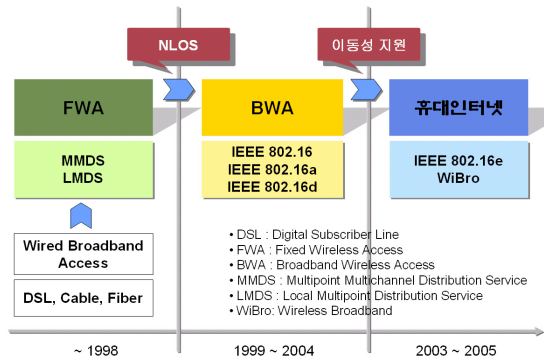 NLOS
이동성 지원
FWA
BWA
휴대인터넷
MMDS
LMDS
IEEE 802.16
IEEE 802.16a
IEEE 802.16d
IEEE 802.16e
WiBro
Wired Broadband
Access
DSL, Cable, Fiber
• DSL : Digital Subscriber Line
• FWA : Fixed Wireless Access
• BWA : Broadband Wireless Access
• MMDS : Multipoint Multichannel Distribution Service
• LMDS : Local Multipoint Distribution Service
• WiBro: Wireless Broadband
~ 1998
1999 ~ 2004
2003 ~ 2005